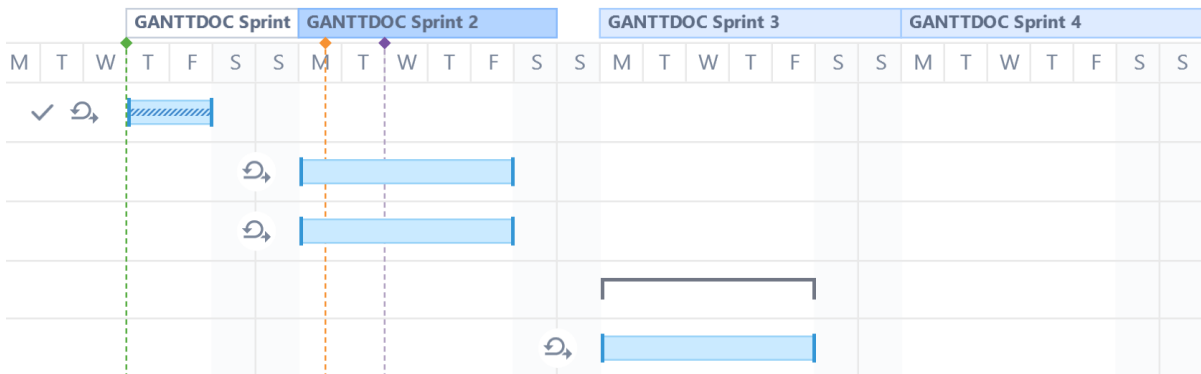 GANTTDOC Sprint GANTTDOC Sprint 2 GANTTDOC Sprint 3 GANTTDOC Sprint 4
M T W T F S S M T W T F S S M T W T F S S M T W T F S S